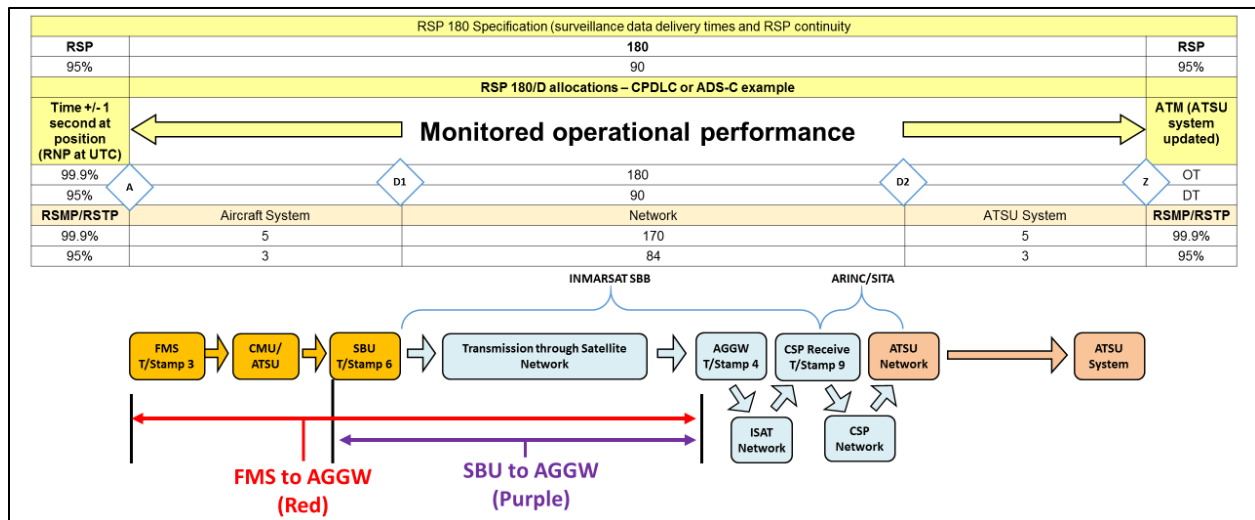 RSP 180 Specification (surveillance data delivery times and RSP continuity
RSP 180 RSP
95% 90 95%
RSP 180/D allocations – CPDLC or ADS-C example
Time +/- 1
second at
position
(RNP at UTC)
Monitored operational performance
ATM (ATSU
system
updated)
99.9% 180 OT
95% 90 DT
A
D1
D2
Z
RSMP/RSTP Aircraft System Network ATSU System RSMP/RSTP
99.9% 5 170 5 99.9%
95% 3 84 3 95%
INMARSAT SBB
ARINC/SITA
FMS
T/Stamp 3
CMU/
ATSU
SBU
T/Stamp 6
Transmission through Satellite
Network
AGGW
T/Stamp 4
CSP Receive
T/Stamp 9
ATSU
Network
ATSU
System
ISAT
Network
CSP
Network
FMS to AGGW
(Red)
SBU to AGGW
(Purple)